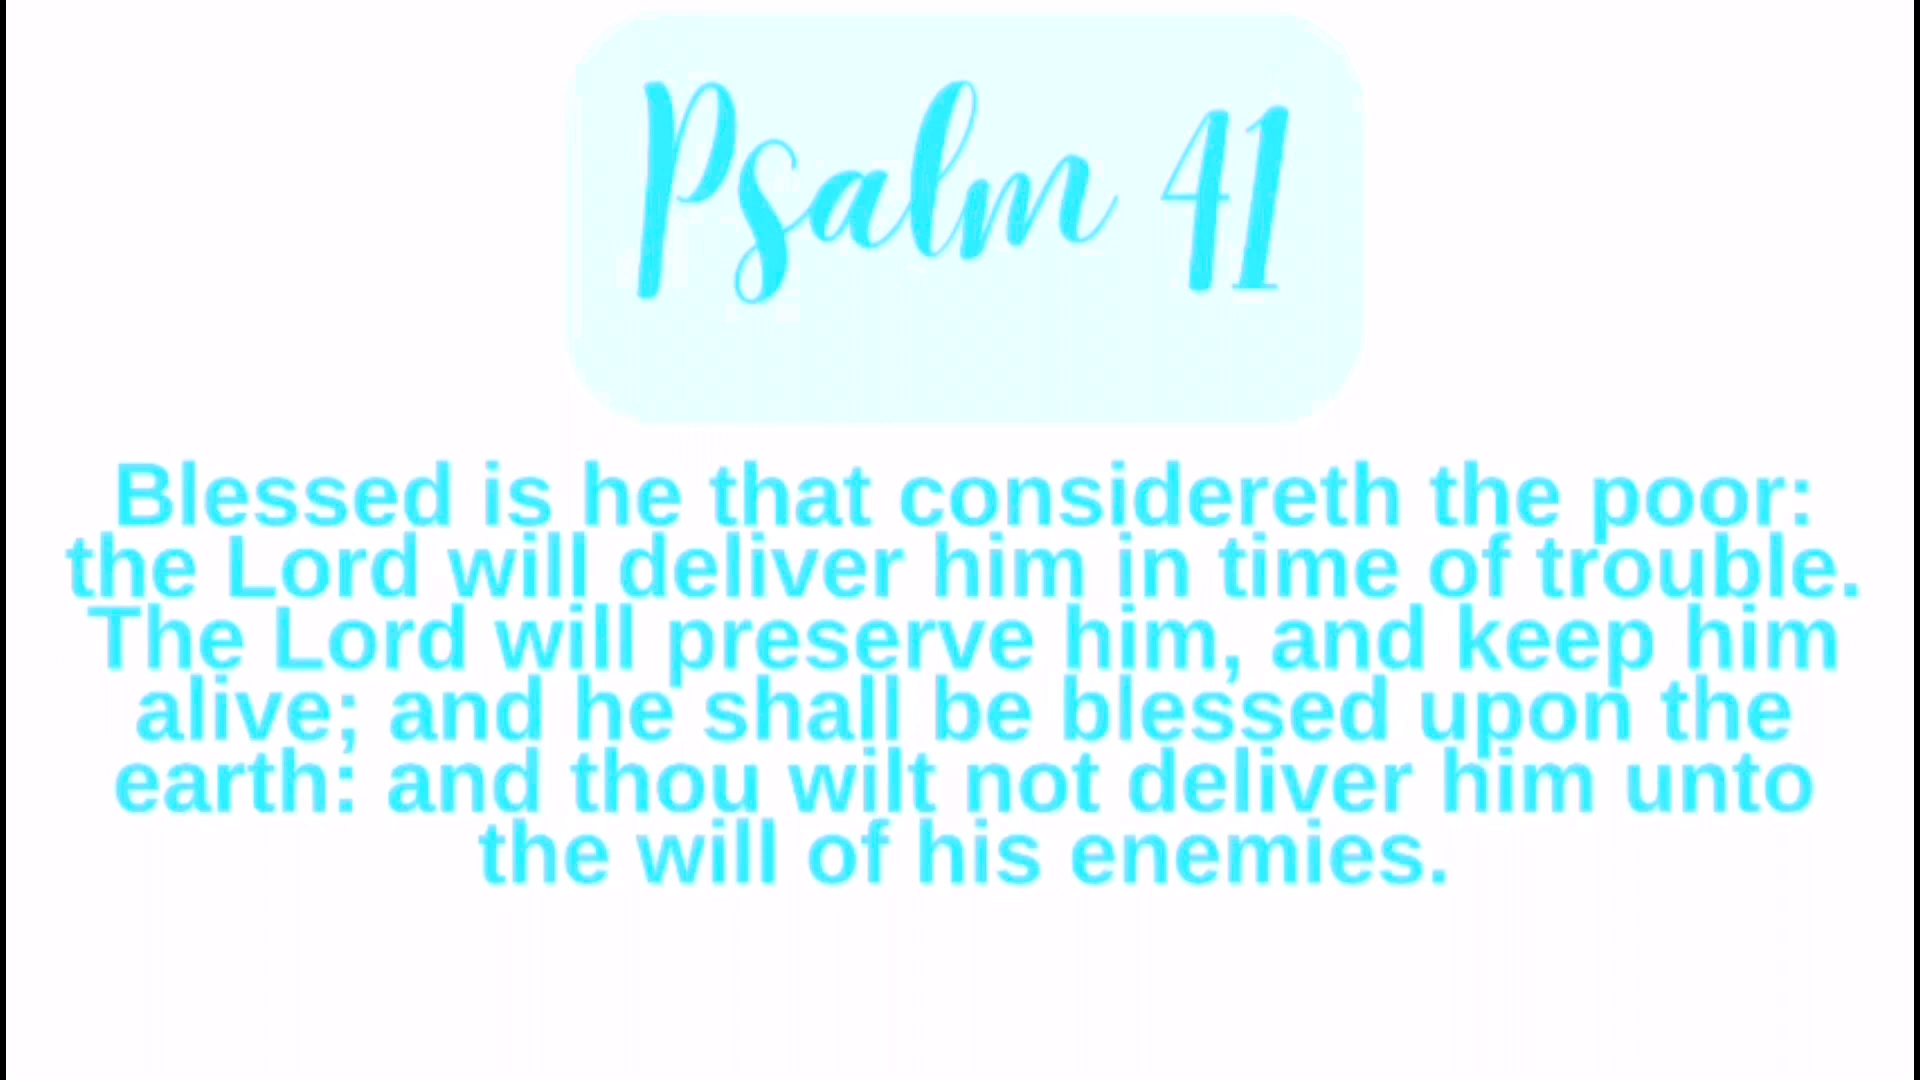 Psalm 41
Blessed is he that considereth the poor:
the Lord will deliver him in time of trouble.
The Lord will preserve him, and keep him
alive; and he shall be blessed upon the
earth: and thou wilt not deliver him unto
the will of his enemies.